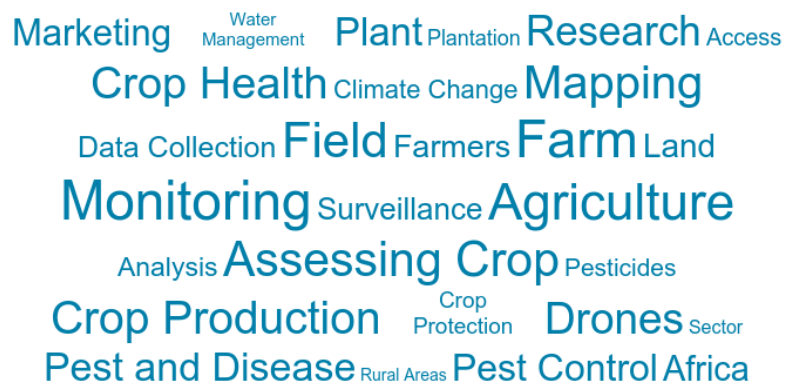 Marketing Water Management Plant Plantation Research Access
Crop Health Climate Change Mapping
Data Collection Field Farmers Farm Land
Monitoring Surveillance Agriculture
Analysis Assessing Crop Pesticides
Crop Production Crop Protection Drones Sector
Pest and Disease Rural Areas Pest Control Africa